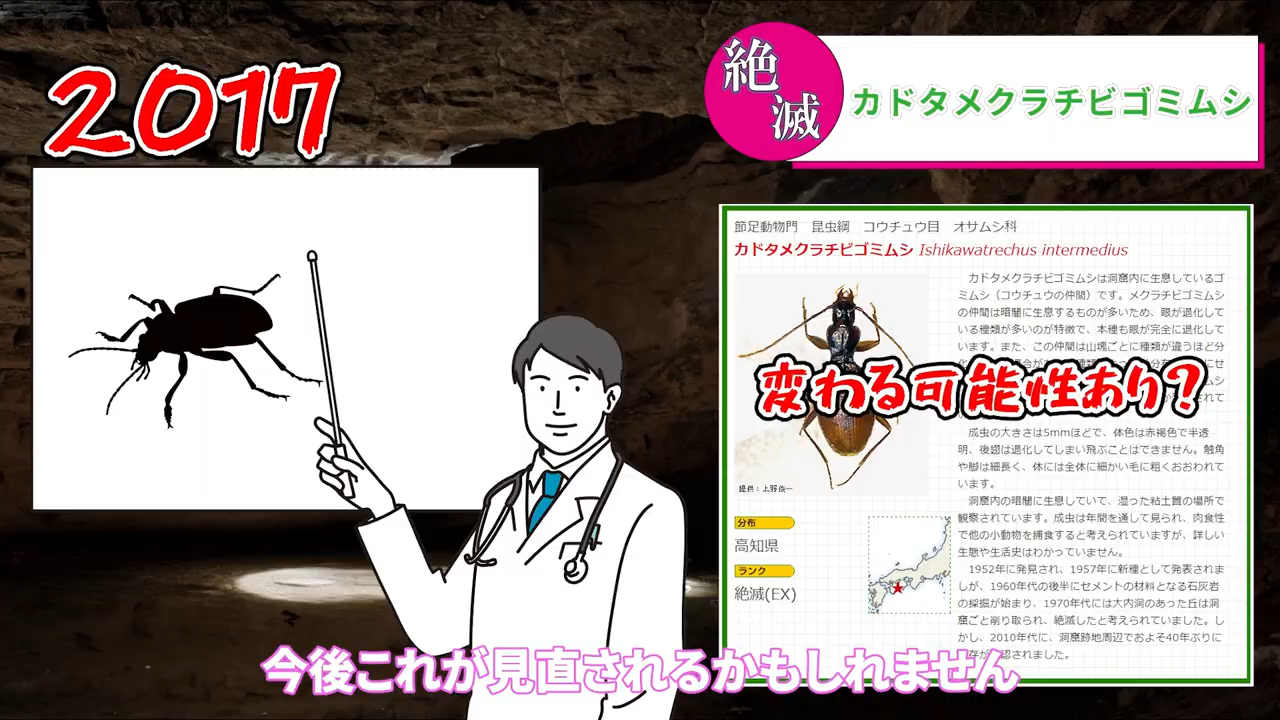 2017
絶滅
カドタメクラチビゴミムシ
節足動物門 昆虫綱 コウチュウ目 オサムシ科
カドタメクラチビゴミムシ Ishikawatrechus intermedius
カドタメクラチビゴミムシは洞窟内に生息しているゴ
ミムシ（コウチュウの仲間）です。メクラチビゴミムシ
の仲間は暗闇に生息するものが多いため、眼が退化して
いる種類が多いのが特徴で、本種も眼が完全に退化して
います。また、この仲間は山塊ごとに種類が違うほど分
変わる可能性あり？
成虫の大きさは5mmほどで、体色は赤褐色で半透
明、後翅は退化してしまい飛ぶことはできません。触角
や脚は細長く、体には全体に細かい毛に粗くおおわれて
います。
洞窟内の暗闇に生息していて、湿った粘土質の場所で
観察されています。成虫は年間を通して見られ、肉食性
で他の小動物を捕食すると考えられていますが、詳しい
生態や生活史はわかっていません。
1952年に発見され、1957年に新種として発表されま
しが、1960年代の後半にセメントの材料となる石灰岩
の採掘が始まり、1970年代には大内洞のあった丘は洞
窟ごと削り取られ、絶滅したと考えられていました。し
かし、2010年代に、洞窟跡地周辺でおよそ40年ぶりに
存が確認されました。
提供：上野俊一
分布
高知県
ランク
絶滅(EX)
今後これが見直されるかもしれません